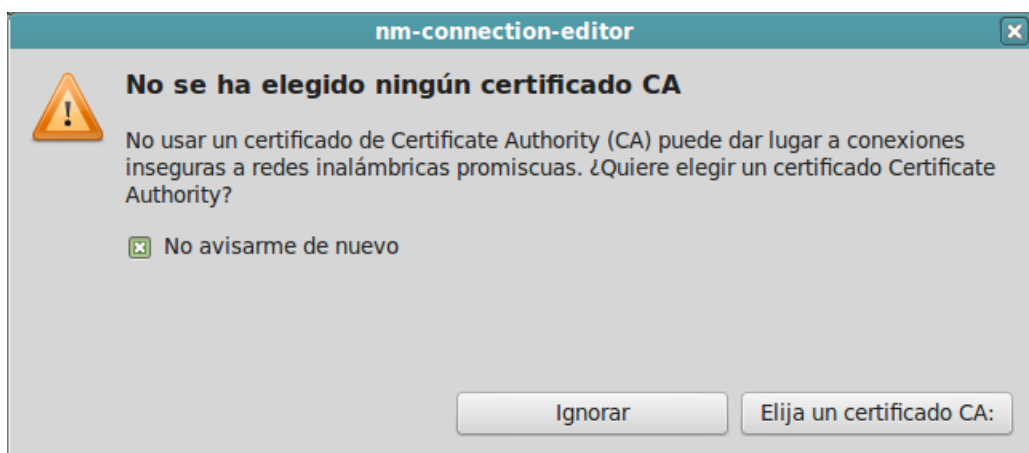 nm-connection-editor
No se ha elegido ningún certificado CA
No usar un certificado de Certificate Authority (CA) puede dar lugar a conexiones
inseguras a redes inalámbricas promiscuas. ¿Quiere elegir un certificado Certificate
Authority?
No avisarme de nuevo
Ignorar
Elija un certificado CA: